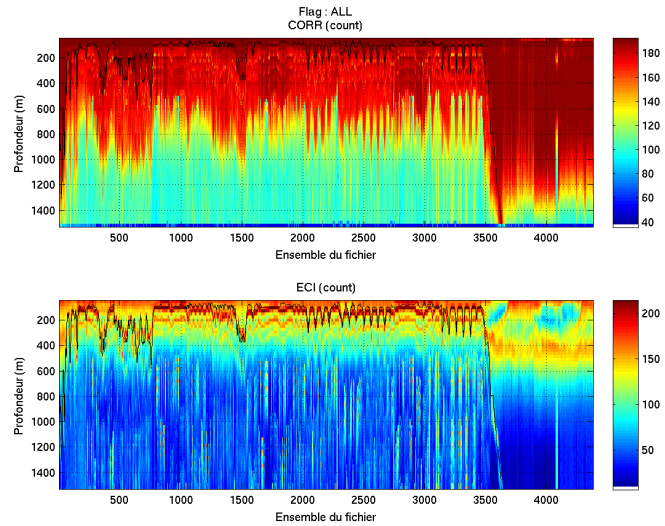 Flag : ALL
CORR (count)
Profondeur (m)
200
400
600
800
1000
1200
1400
500 1000 1500 2000 2500 3000 3500 4000
Ensemble du fichier
180
160
140
120
100
80
60
40
ECI (count)
Profondeur (m)
200
400
600
800
1000
1200
1400
500 1000 1500 2000 2500 3000 3500 4000
Ensemble du fichier
200
150
100
50